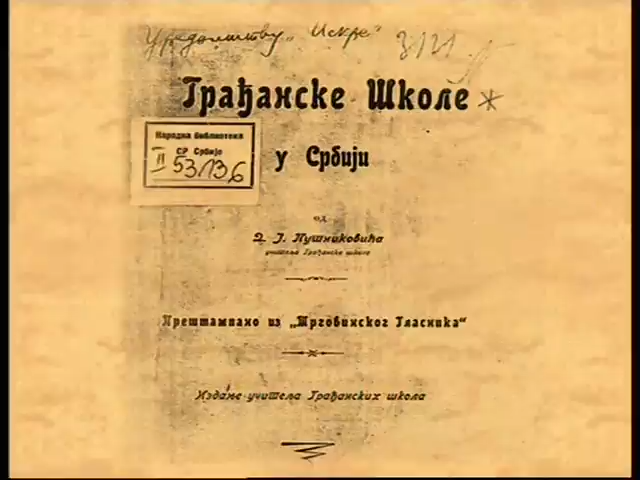 Уредништву „Искре“
Грађанске Школе
Народна библиотека
СР Србије
II 53136
у Србији
од
Д. Ј. Пушниковића
учитеља Грађанске школе
Прештампано из „Трговинског Гласника“
Издање учитеља Грађанских школа